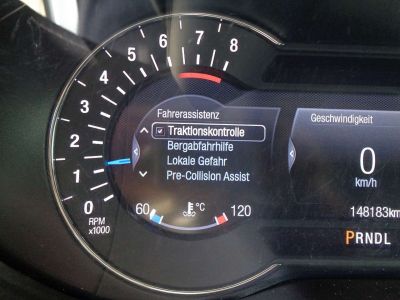 8
7
6
5
4
3
2
1
0
RPM
x1000
Fahrerassistenz
Traktionskontrolle
Bergabfahrhilfe
Lokale Gefahr
Pre-Collision Assist
60 °C 120
Geschwindigkeit
0
km/h
148183km
PRNDL